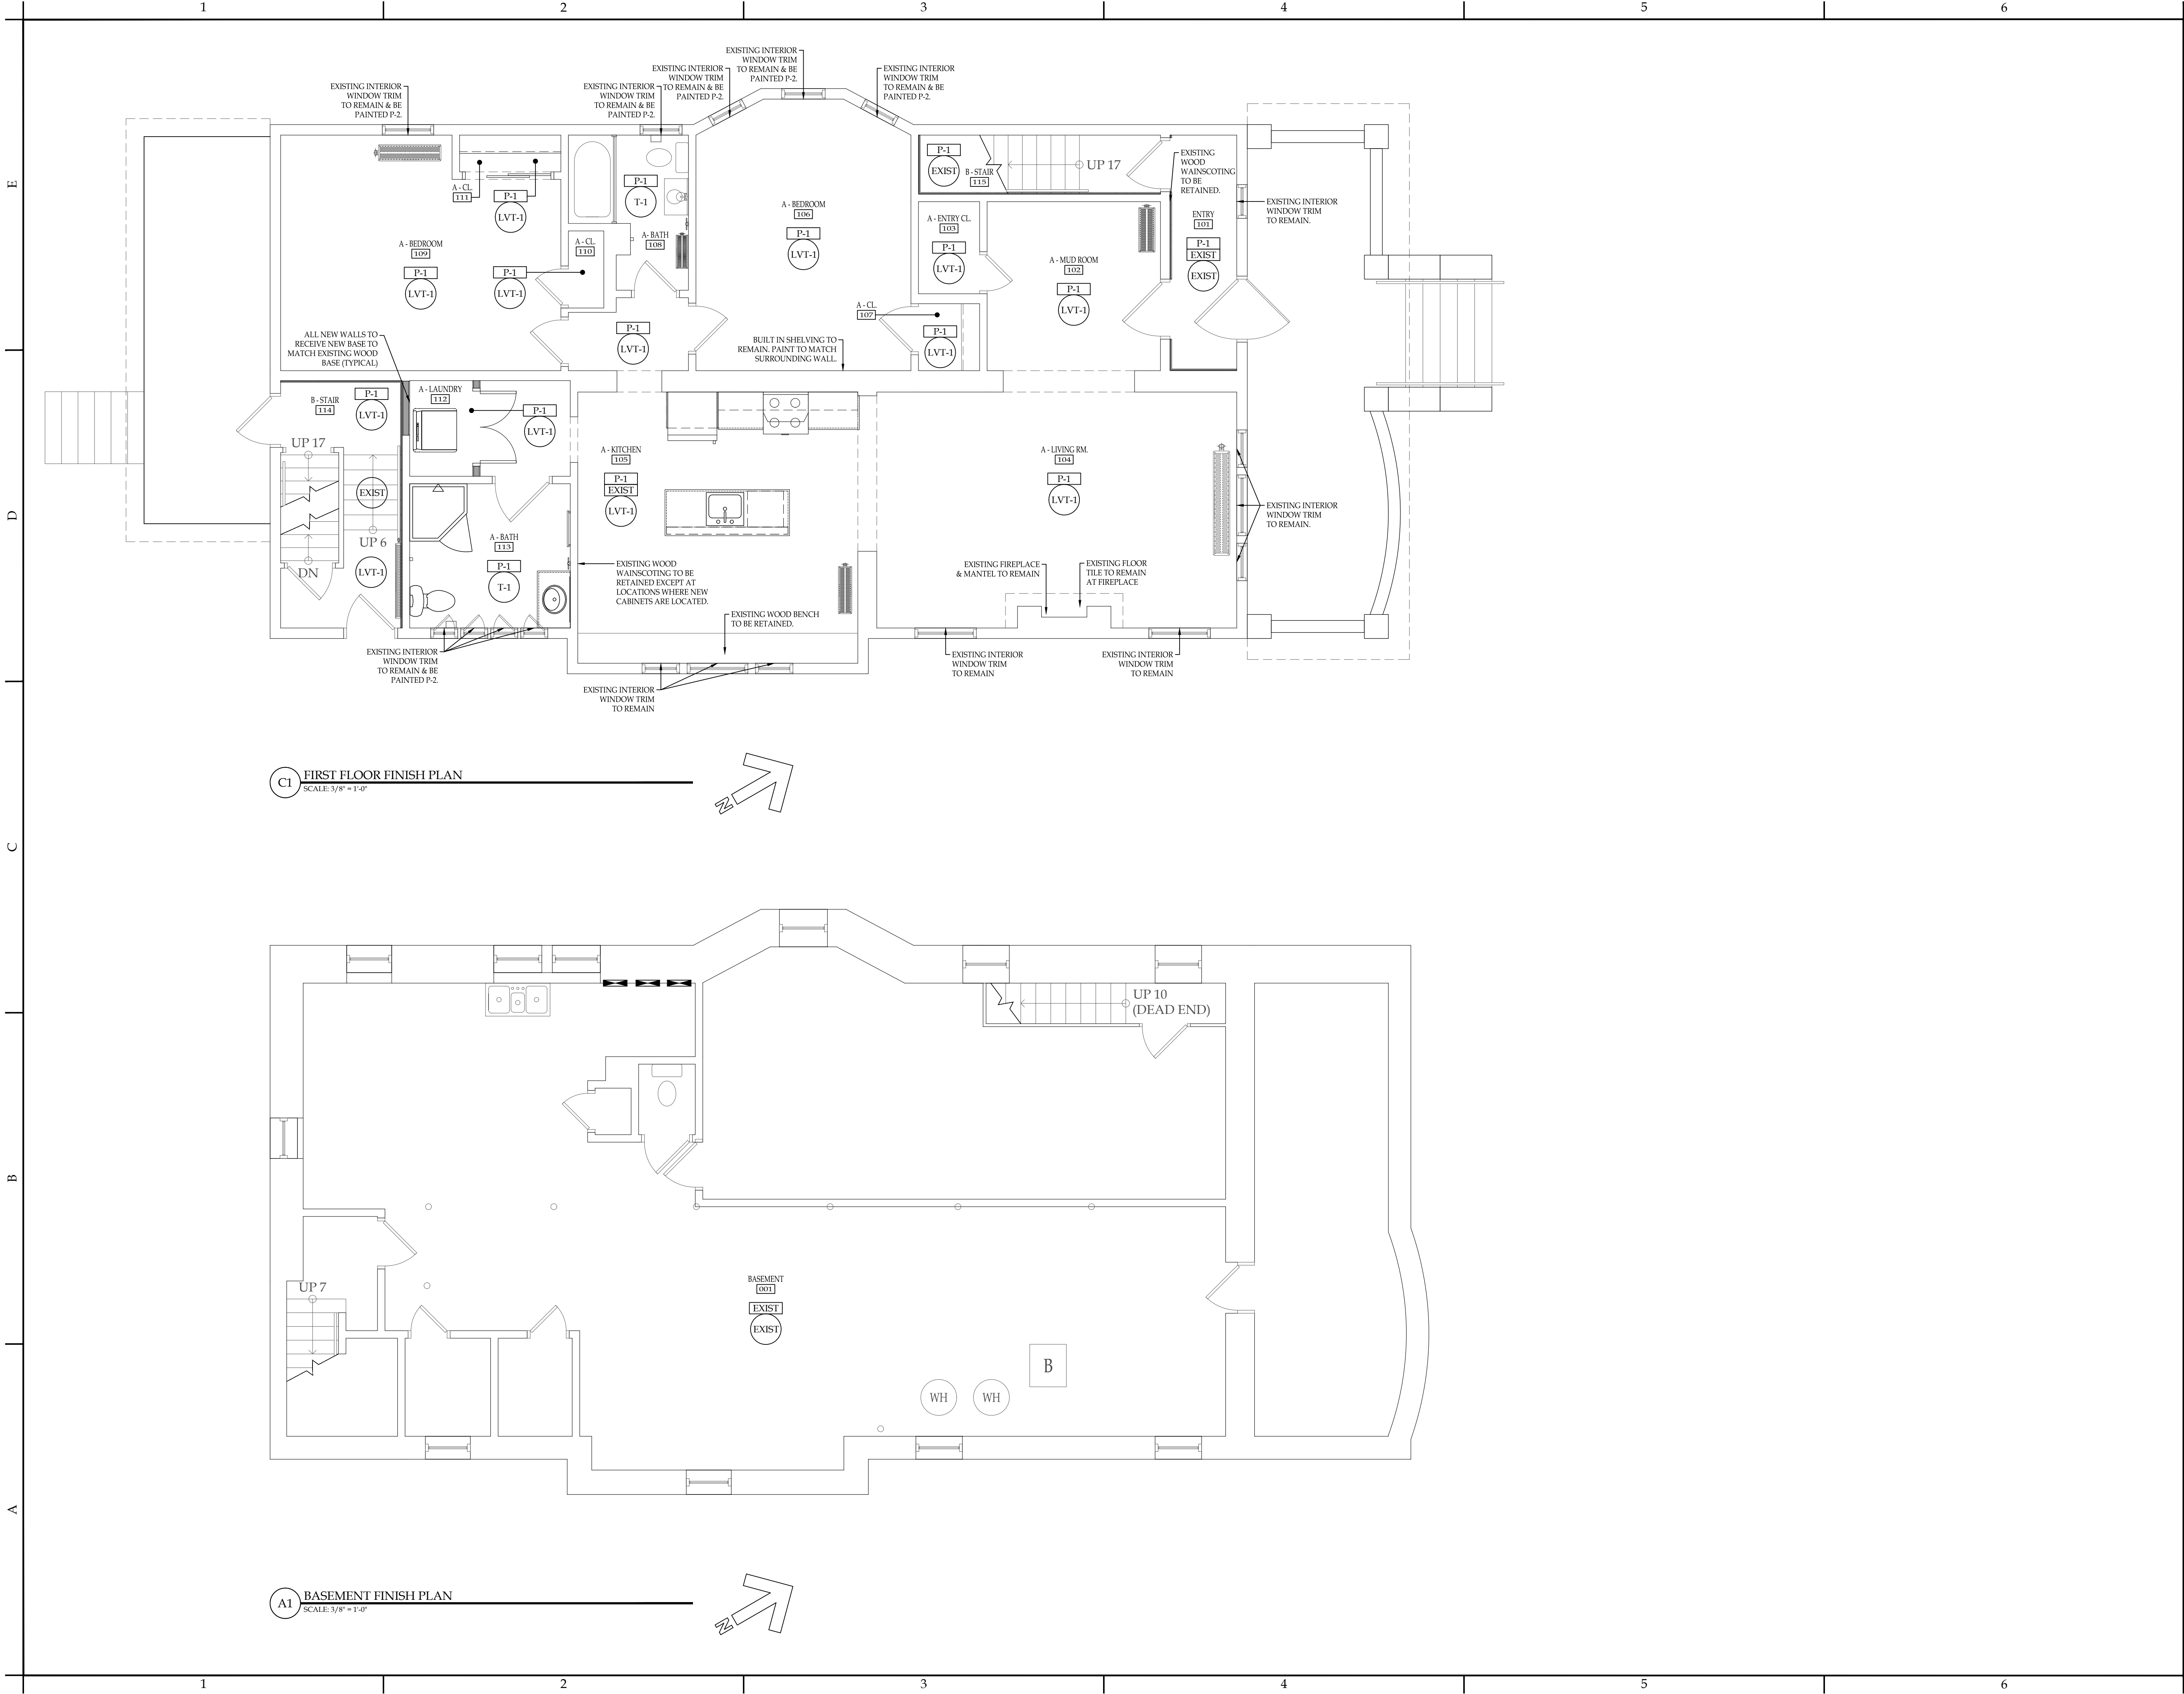 1
2
3
4
5
6
E
D
C
B
A
EXISTING INTERIOR
WINDOW TRIM
TO REMAIN & BE
PAINTED P-2.
EXISTING INTERIOR
WINDOW TRIM
TO REMAIN & BE
PAINTED P-2.
EXISTING INTERIOR
WINDOW TRIM
TO REMAIN & BE
PAINTED P-2.
EXISTING INTERIOR
WINDOW TRIM
TO REMAIN & BE
PAINTED P-2.
EXISTING INTERIOR
WINDOW TRIM
TO REMAIN & BE
PAINTED P-2.
A - CL.
111
P-1
LVT-1
A - BEDROOM
109
P-1
LVT-1
P-1
LVT-1
A - CL.
110
P-1
T-1
A- BATH
108
A - BEDROOM
106
P-1
LVT-1
P-1
EXIST
B - STAIR
115
UP 17
EXISTING
WOOD
WAINSCOTING
TO BE
RETAINED.
ENTRY
101
P-1
EXIST
EXIST
EXISTING INTERIOR
WINDOW TRIM
TO REMAIN.
A - ENTRY CL.
103
P-1
LVT-1
A - MUD ROOM
102
P-1
LVT-1
A - CL.
107
P-1
LVT-1
P-1
LVT-1
BUILT IN SHELVING TO
REMAIN. PAINT TO MATCH
SURROUNDING WALL.
ALL NEW WALLS TO
RECEIVE NEW BASE TO
MATCH EXISTING WOOD
BASE (TYPICAL)
B - STAIR
114
P-1
LVT-1
UP 17
EXIST
UP 6
DN
LVT-1
A - LAUNDRY
112
P-1
LVT-1
A - BATH
113
P-1
T-1
A - KITCHEN
105
P-1
EXIST
LVT-1
A - LIVING RM.
104
P-1
LVT-1
EXISTING INTERIOR
WINDOW TRIM
TO REMAIN.
EXISTING WOOD
WAINSCOTING TO BE
RETAINED EXCEPT AT
LOCATIONS WHERE NEW
CABINETS ARE LOCATED.
EXISTING WOOD BENCH
TO BE RETAINED.
EXISTING FIREPLACE
& MANTEL TO REMAIN
EXISTING FLOOR
TILE TO REMAIN
AT FIREPLACE
EXISTING INTERIOR
WINDOW TRIM
TO REMAIN & BE
PAINTED P-2.
EXISTING INTERIOR
WINDOW TRIM
TO REMAIN
EXISTING INTERIOR
WINDOW TRIM
TO REMAIN
EXISTING INTERIOR
WINDOW TRIM
TO REMAIN
C1
FIRST FLOOR FINISH PLAN
SCALE: 3/8" = 1'-0"
N
UP 10
(DEAD END)
UP 7
BASEMENT
001
EXIST
EXIST
B
WH
WH
A1
BASEMENT FINISH PLAN
SCALE: 3/8" = 1'-0"
N
1
2
3
4
5
6